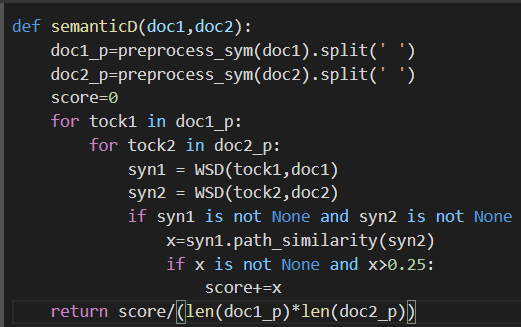 def semanticD(doc1,doc2):
    doc1_p=preprocess_sym(doc1).split(' ')
    doc2_p=preprocess_sym(doc2).split(' ')
    score=0
    for tock1 in doc1_p:
        for tock2 in doc2_p:
            syn1 = WSD(tock1,doc1)
            syn2 = WSD(tock2,doc2)
            if syn1 is not None and syn2 is not None
                x=syn1.path_similarity(syn2)
                if x is not None and x>0.25:
                    score+=x
    return score/(len(doc1_p)*len(doc2_p))